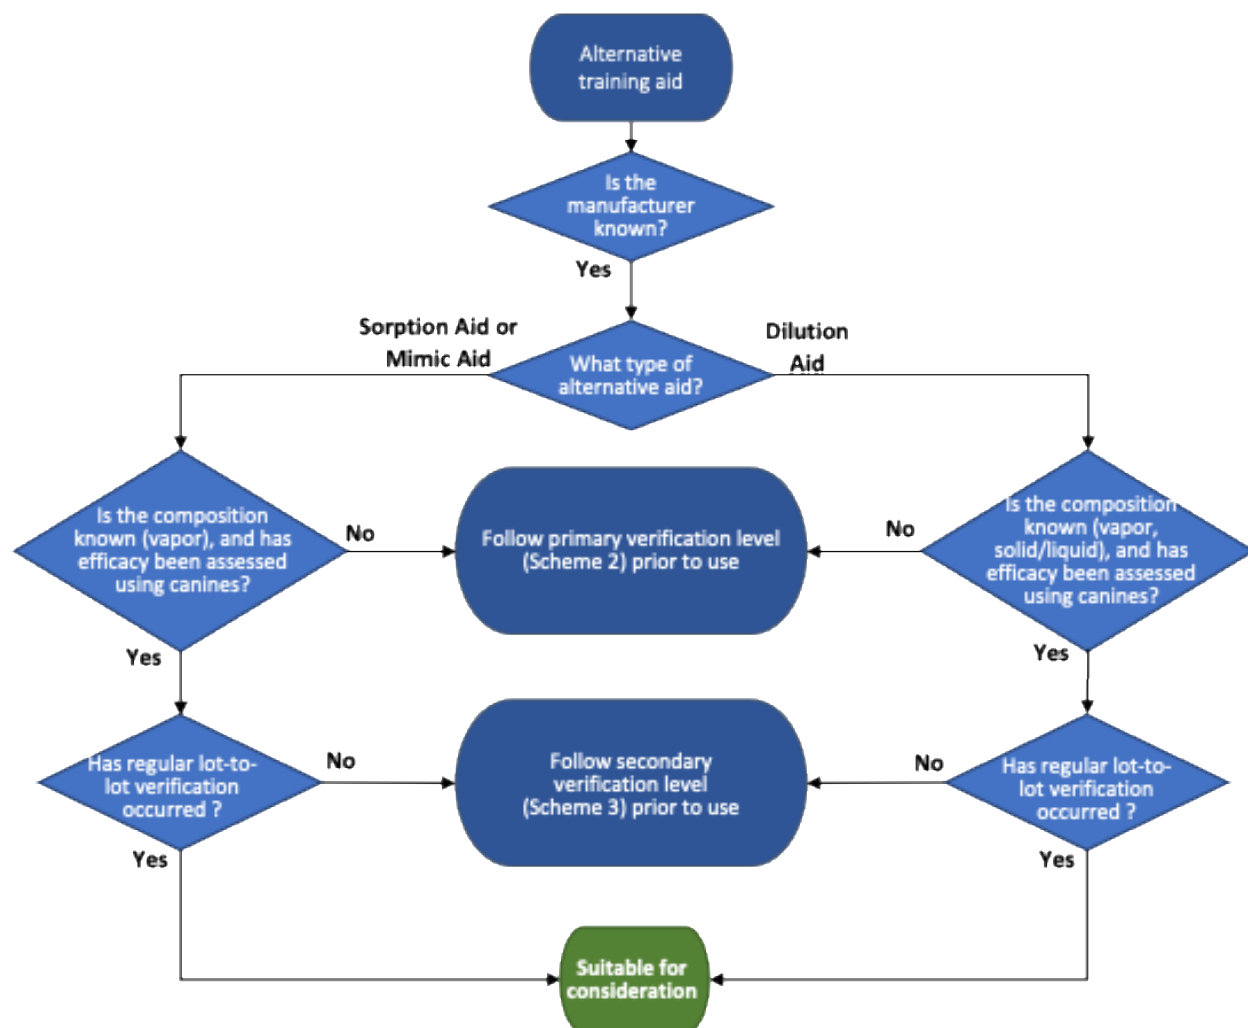 Alternative
training aid
Is the
manufacturer
known?
Yes
Sorption Aid or
Mimic Aid
Dilution
Aid
What type of
alternative aid?
Is the composition
known (vapor), and has
efficacy been assessed
using canines?
No
Follow primary verification level
(Scheme 2) prior to use
No
Is the composition
known (vapor,
solid/liquid), and has
efficacy been assessed
using canines?
Yes
Yes
Has regular lot-to-
lot verification
occurred ?
No
Follow secondary
verification level
(Scheme 3) prior to use
No
Has regular lot-to-
lot verification
occurred ?
Yes
Yes
Suitable for
consideration